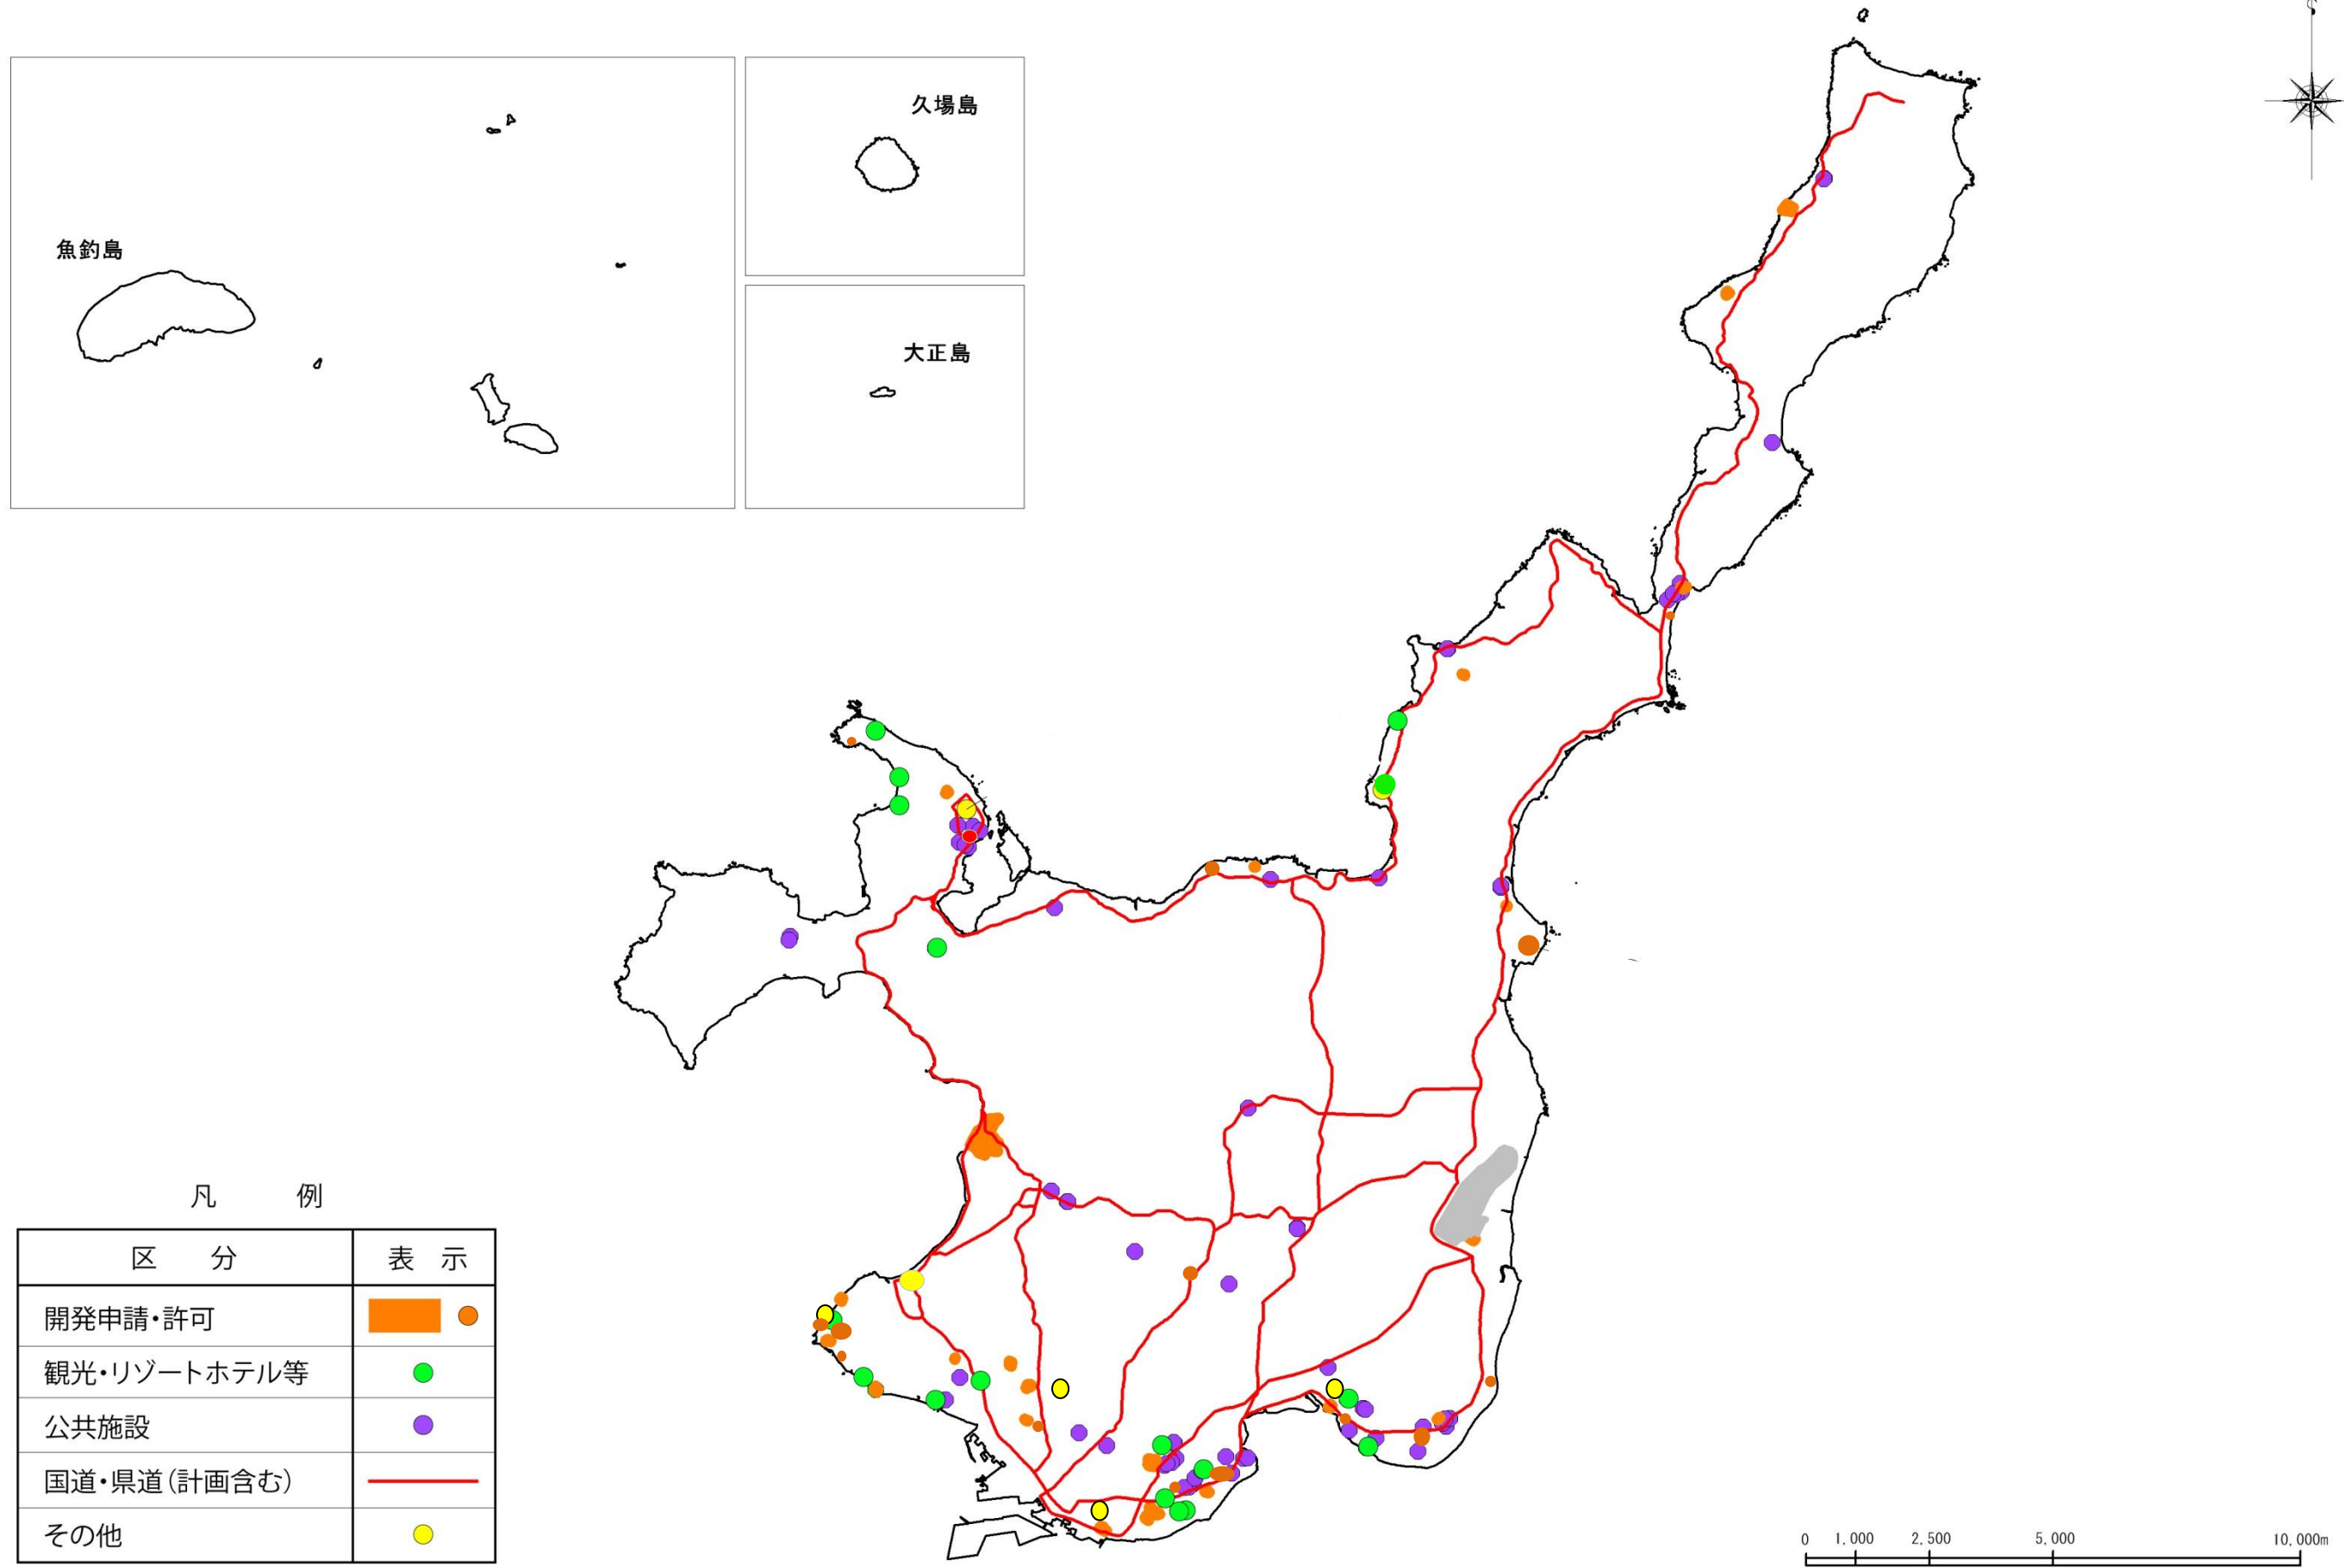 久場島
魚釣島
大正島
凡 例
区 分 表 示
開発申請・許可
観光・リゾートホテル等
公共施設
国道・県道(計画含む)
その他
0 1,000 2,500 5,000 10,000m